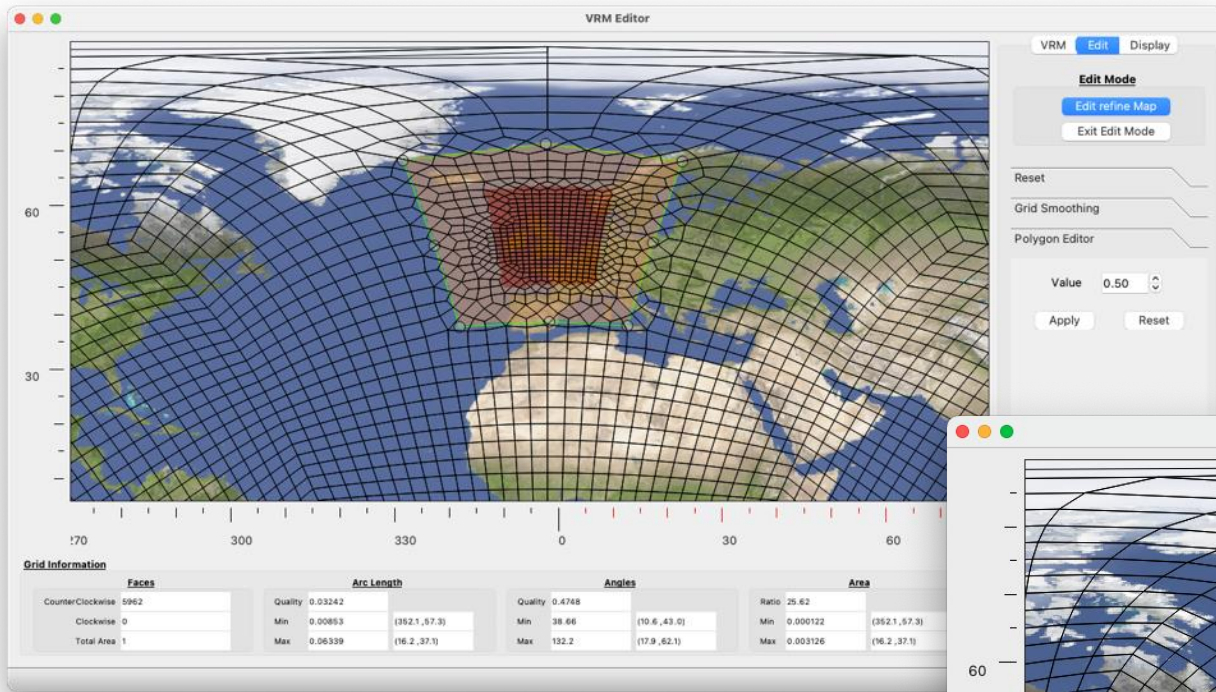 VRM Editor
VRM Edit Display
Edit Mode
Edit refine Map
Exit Edit Mode
Reset
Grid Smoothing
Polygon Editor
Value 0.50
Apply Reset
60
30
270 300 330 0 30 60
Grid Information
Faces Arc Length Angles Area
CounterClockwise 5962 Quality 0.03242 Quality 0.4748 Ratio 25.62
Clockwise 0 Min 0.00853 (352.1 ,57.3) Min 38.66 (10.6 ,43.0) Min 0.000122 (352.1 ,57.3)
Total Area 1 Max 0.06339 (16.2 ,37.1) Max 132.2 (17.9 ,62.1) Max 0.003126 (16.2 ,37.1)
60